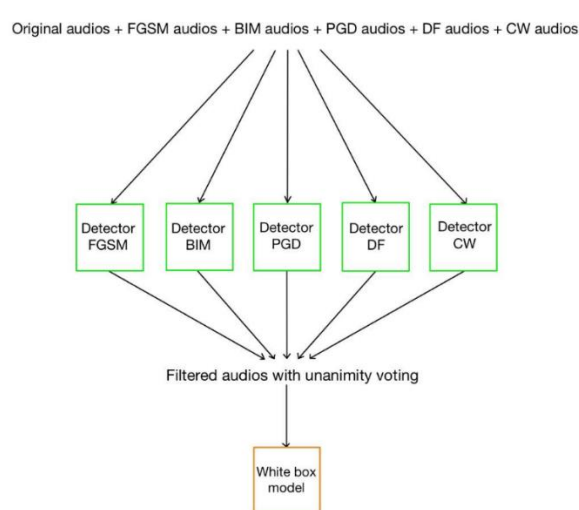 Original audios + FGSM audios + BIM audios + PGD audios + DF audios + CW audios
Detector
FGSM
Detector
BIM
Detector
PGD
Detector
DF
Detector
CW
Filtered audios with unanimity voting
White box
model